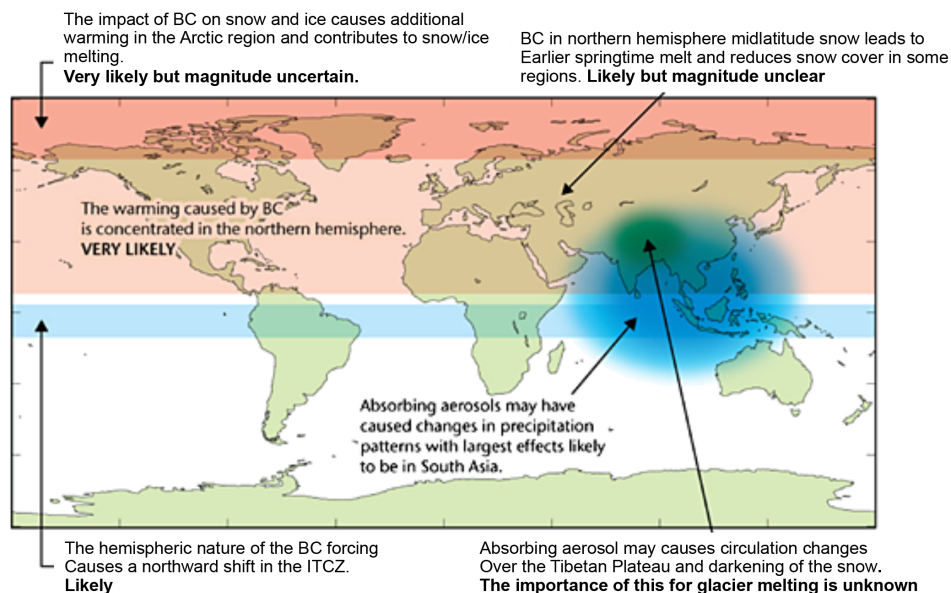 The impact of BC on snow and ice causes additional
warming in the Arctic region and contributes to snow/ice
melting.
Very likely but magnitude uncertain.
BC in northern hemisphere midlatitude snow leads to
Earlier springtime melt and reduces snow cover in some
regions. Likely but magnitude unclear
The warming caused by BC
is concentrated in the northern hemisphere.
VERY LIKELY
Absorbing aerosols may have
caused changes in precipitation
patterns with largest effects likely
to be in South Asia.
The hemispheric nature of the BC forcing
Causes a northward shift in the ITCZ.
Likely
Absorbing aerosol may causes circulation changes
Over the Tibetan Plateau and darkening of the snow.
The importance of this for glacier melting is unknown